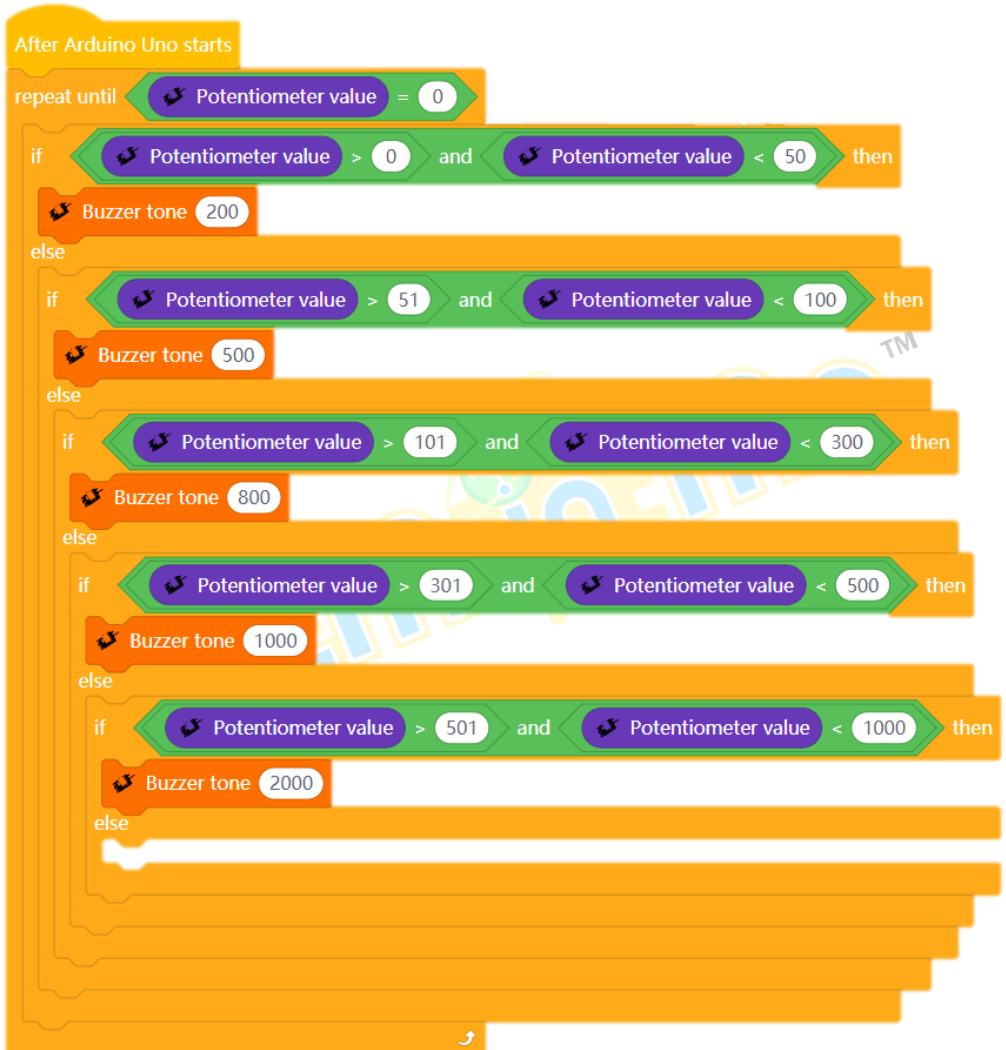 After Arduino Uno starts
repeat until Potentiometer value = 0
if Potentiometer value > 0 and Potentiometer value < 50 then
Buzzer tone 200
else
if Potentiometer value > 51 and Potentiometer value < 100 then
Buzzer tone 500
TM
else
if Potentiometer value > 101 and Potentiometer value < 300 then
Buzzer tone 800
else
if Potentiometer value > 301 and Potentiometer value < 500 then
Buzzer tone 1000
else
if Potentiometer value > 501 and Potentiometer value < 1000 then
Buzzer tone 2000
else